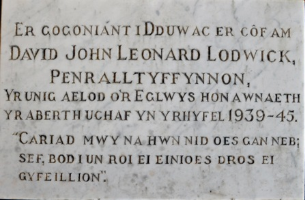 ER GOGONIANT I DDUW AC ER CÔF AM
DAVID JOHN LEONARD LODWICK,
PENRALLTYFFYNNON,
YR UNIG AELOD O'R EGLWYS HON A WNAETH
YR ABERTH UCHAF YN Y RHYFEL 1939-45.
"CARIAD MWY NA HWN NID OES GAN NEB;
SEF, BOD I UN ROI EI EINIOES DROS EI
GYFEILLION".